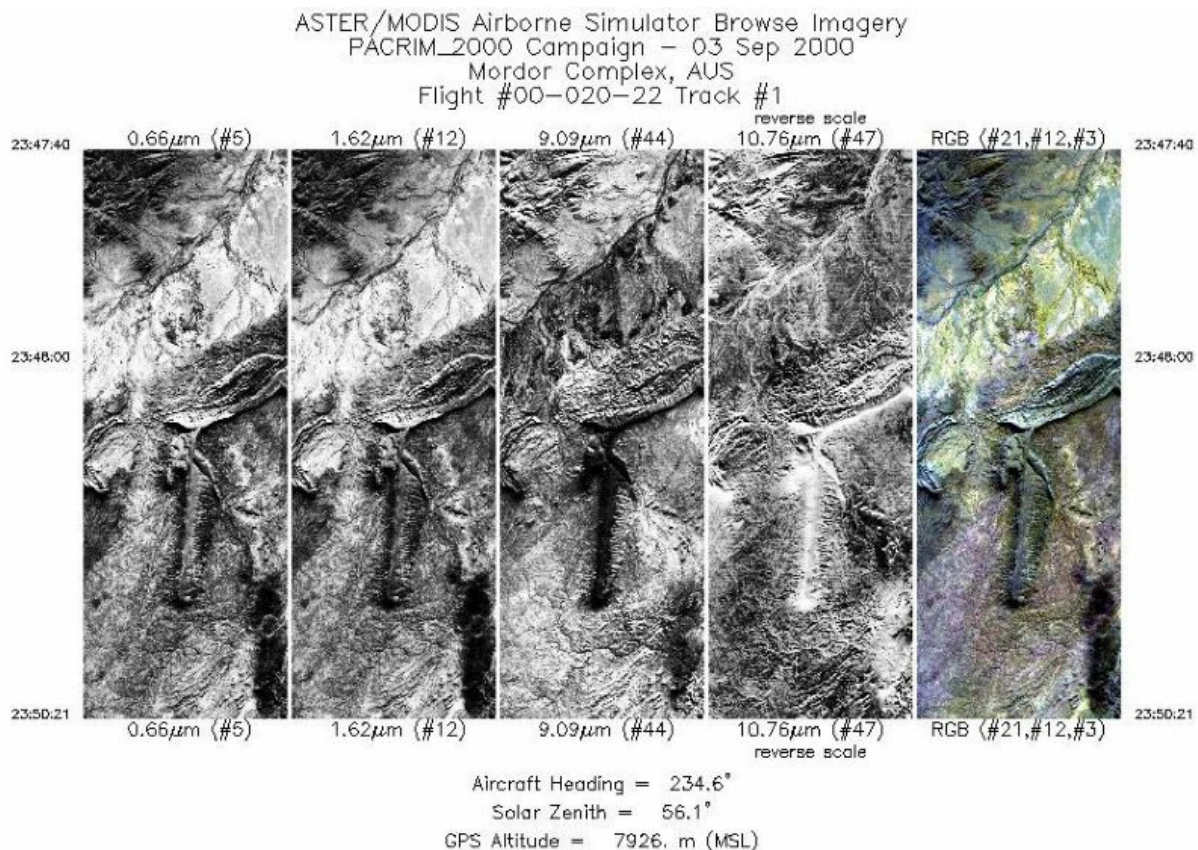 ASTER/MODIS Airborne Simulator Browse Imagery
PACRIM_2000 Campaign - 03 Sep 2000
Mordor Complex, AUS
Flight #00-020-22 Track #1
reverse scale
0.66μm (#5) 1.62μm (#12) 9.09μm (#44) 10.76μm (#47) RGB (#21,#12,#3)
23:47:40 23:47:40
23:48:00 23:48:00
23:50:21 23:50:21
0.66μm (#5) 1.62μm (#12) 9.09μm (#44) 10.76μm (#47) RGB (#21,#12,#3)
reverse scale
Aircraft Heading = 234.6°
Solar Zenith = 56.1°
GPS Altitude = 7926. m (MSL)